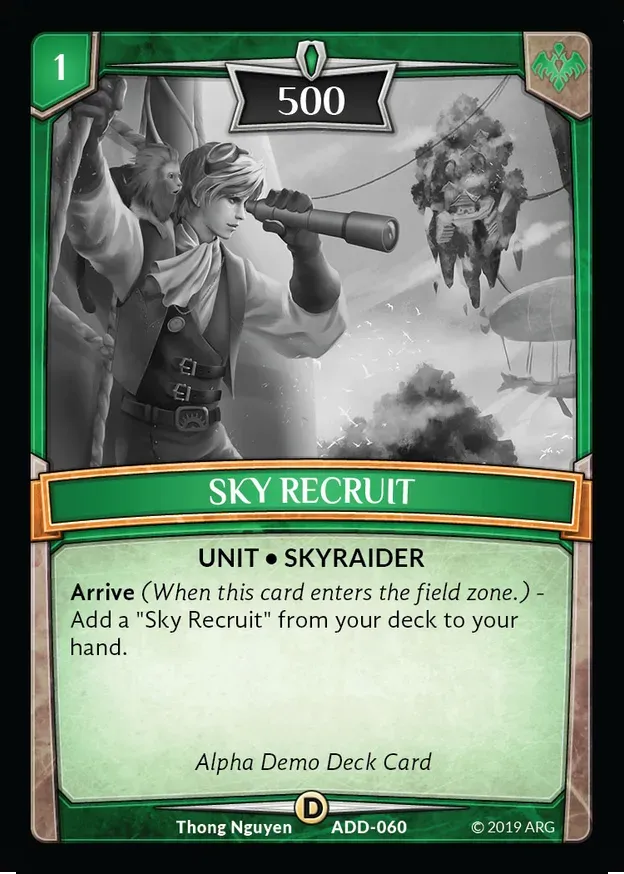 1
500
SKY RECRUIT
UNIT • SKYRAIDER
Arrive (When this card enters the field zone.) -
Add a "Sky Recruit" from your deck to your
hand.
Alpha Demo Deck Card
D
Thong Nguyen ADD-060 © 2019 ARG